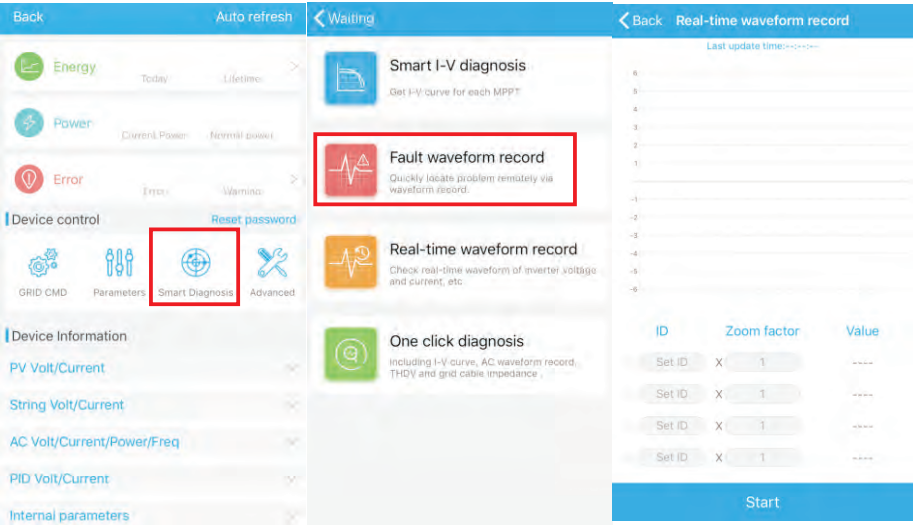 Back Auto refresh
Energy
Today Lifetime
Power
Current Power Normal power
Error
Error Warning
Device control Reset password
GRID CMD Parameters Smart Diagnosis Advanced
Device Information
PV Volt/Current
String Volt/Current
AC Volt/Current/Power/Freq
PID Volt/Current
Internal parameters
Waiting
Smart I-V diagnosis
Get I-V curve for each MPPT
Fault waveform record
Quickly locate problem remotely via
waveform record.
Real-time waveform record
Check real-time waveform of inverter voltage
and current, etc
One click diagnosis
Including I-V curve, AC waveform record,
THDV and grid cable impedance .
Back Real-time waveform record
Last update time:--:--:--
6
5
4
3
2
1
-1
-2
-3
-4
-5
-6
ID Zoom factor Value
Set ID X 1 ----
Set ID X 1 ----
Set ID X 1 ----
Set ID X 1 ----
Start